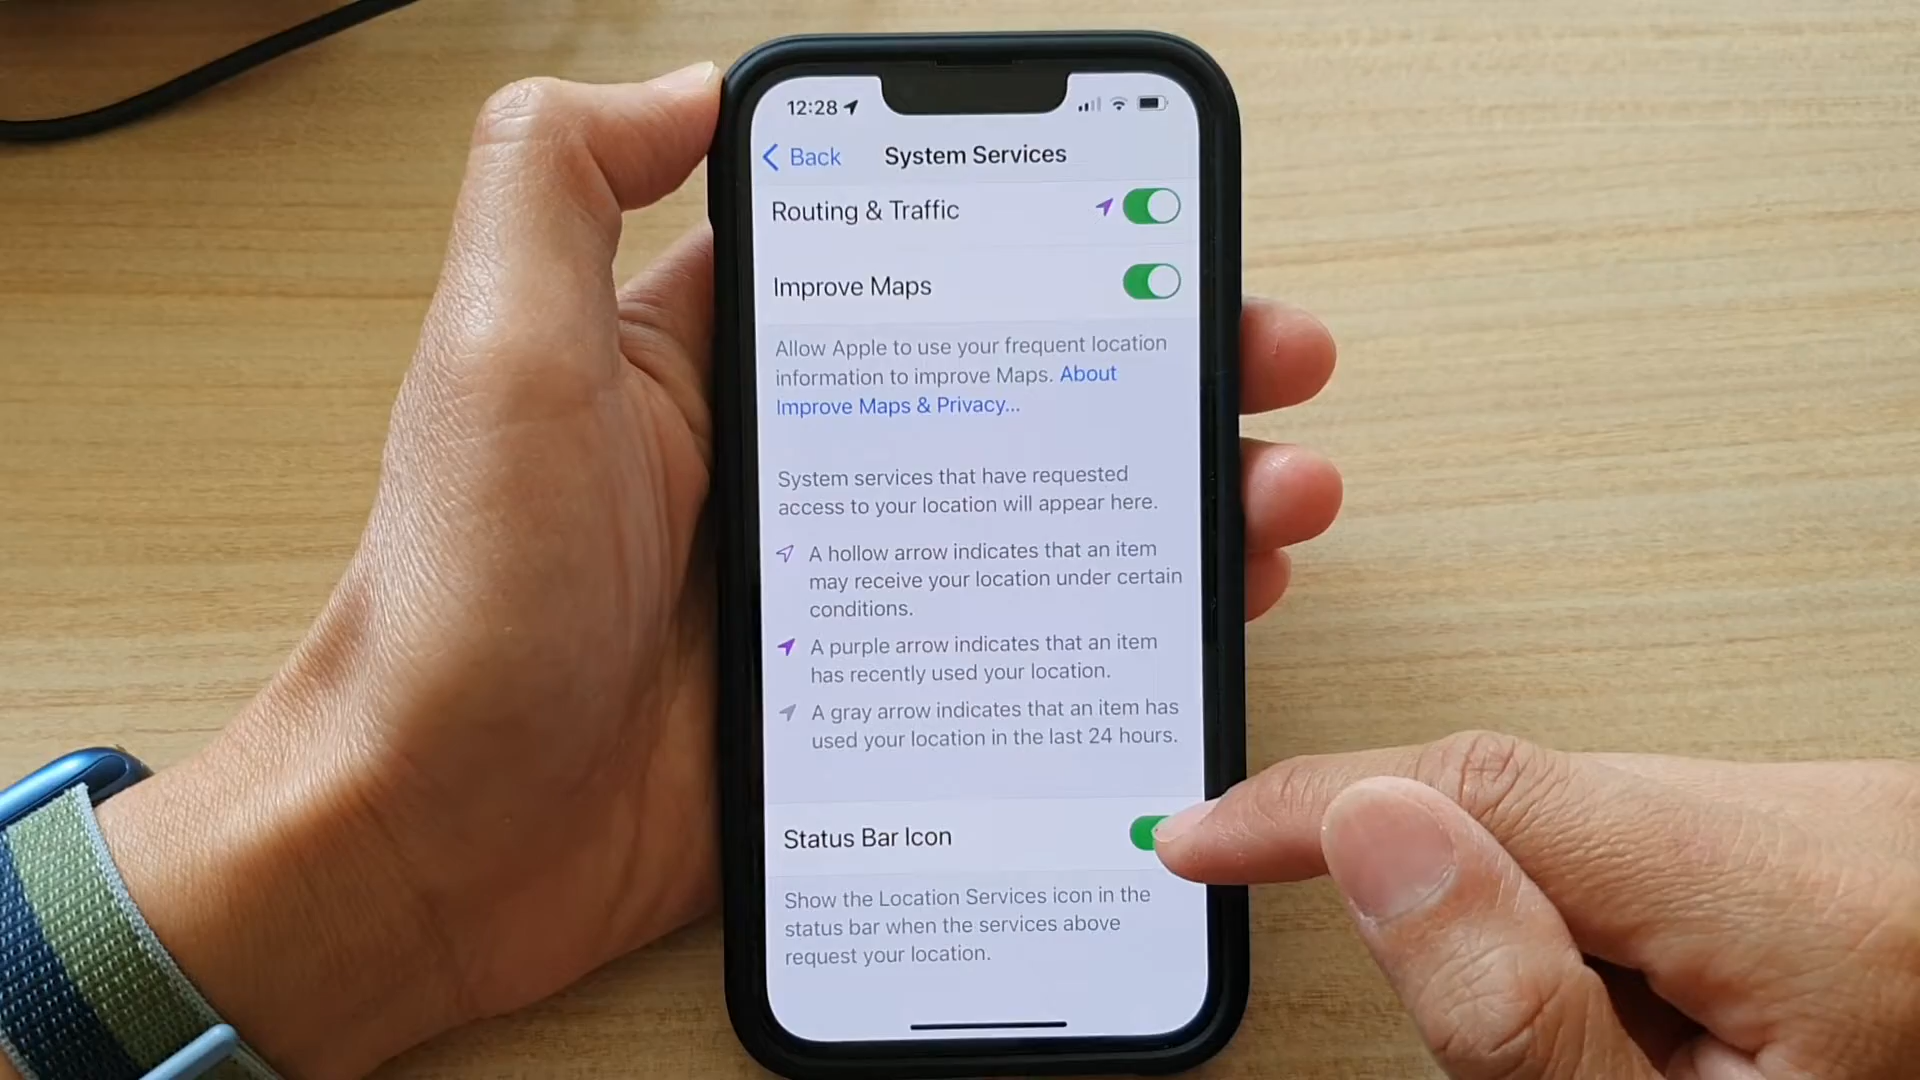 12:28
Back
System Services
Routing & Traffic
Improve Maps
Allow Apple to use your frequent location
information to improve Maps. About
Improve Maps & Privacy...
System services that have requested
access to your location will appear here.
A hollow arrow indicates that an item
may receive your location under certain
conditions.
A purple arrow indicates that an item
has recently used your location.
A gray arrow indicates that an item has
used your location in the last 24 hours.
Status Bar Icon
Show the Location Services icon in the
status bar when the services above
request your location.